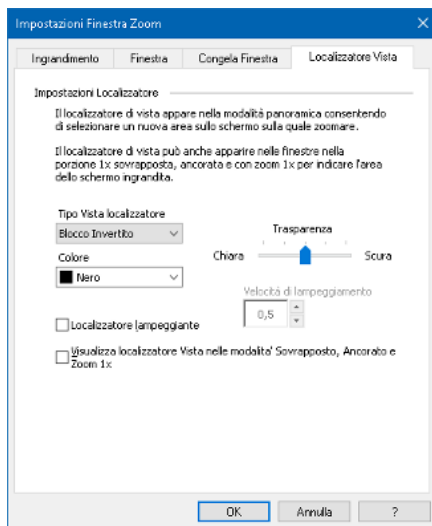 Impostazioni Finestra Zoom
Ingrandimento Finestra Congela Finestra Localizzatore Vista
Impostazioni Localizzatore
Il localizzatore di vista appare nella modalità panoramica consentendo
di selezionare un nuova area sullo schermo sulla quale zoomare.
Il localizzatore di vista può anche apparire nelle finestre nella
porzione 1x sovrapposta, ancorata e con zoom 1x per indicare l'area
dello schermo ingrandita.
Tipo Vista localizzatore
Blocco Invertito
Trasparenza
Chiara Scura
Colore
Nero
Velocità di lampeggiamento
0,5
Localizzatore lampeggiante
Visualizza localizzatore Vista nelle modalita' Sovrapposto, Ancorato e
Zoom 1x
OK Annulla ?